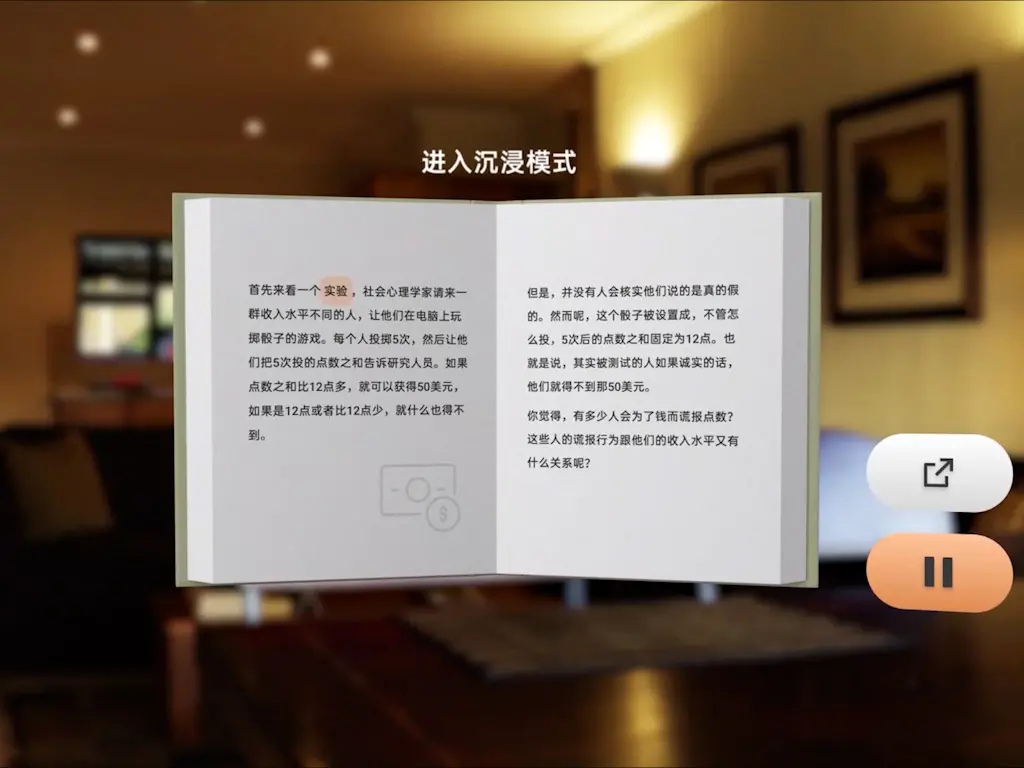 进入沉浸模式
首先来看一个 实验 ，社会心理学家请来一
群收入水平不同的人，让他们在电脑上玩
掷骰子的游戏。每个人投掷5次，然后让他
们把5次投的点数之和告诉研究人员。如果
点数之和比12点多，就可以获得50美元，
如果是12点或者比12点少，就什么也得不
到。
但是，并没有人会核实他们说的是真的假
的。然而呢，这个骰子被设置成，不管怎
么投，5次后的点数之和固定为12点。也
就是说，其实被测试的人如果诚实的话，
他们就得不到那50美元。
你觉得，有多少人会为了钱而谎报点数？
这些人的谎报行为跟他们的收入水平又有
什么关系呢？